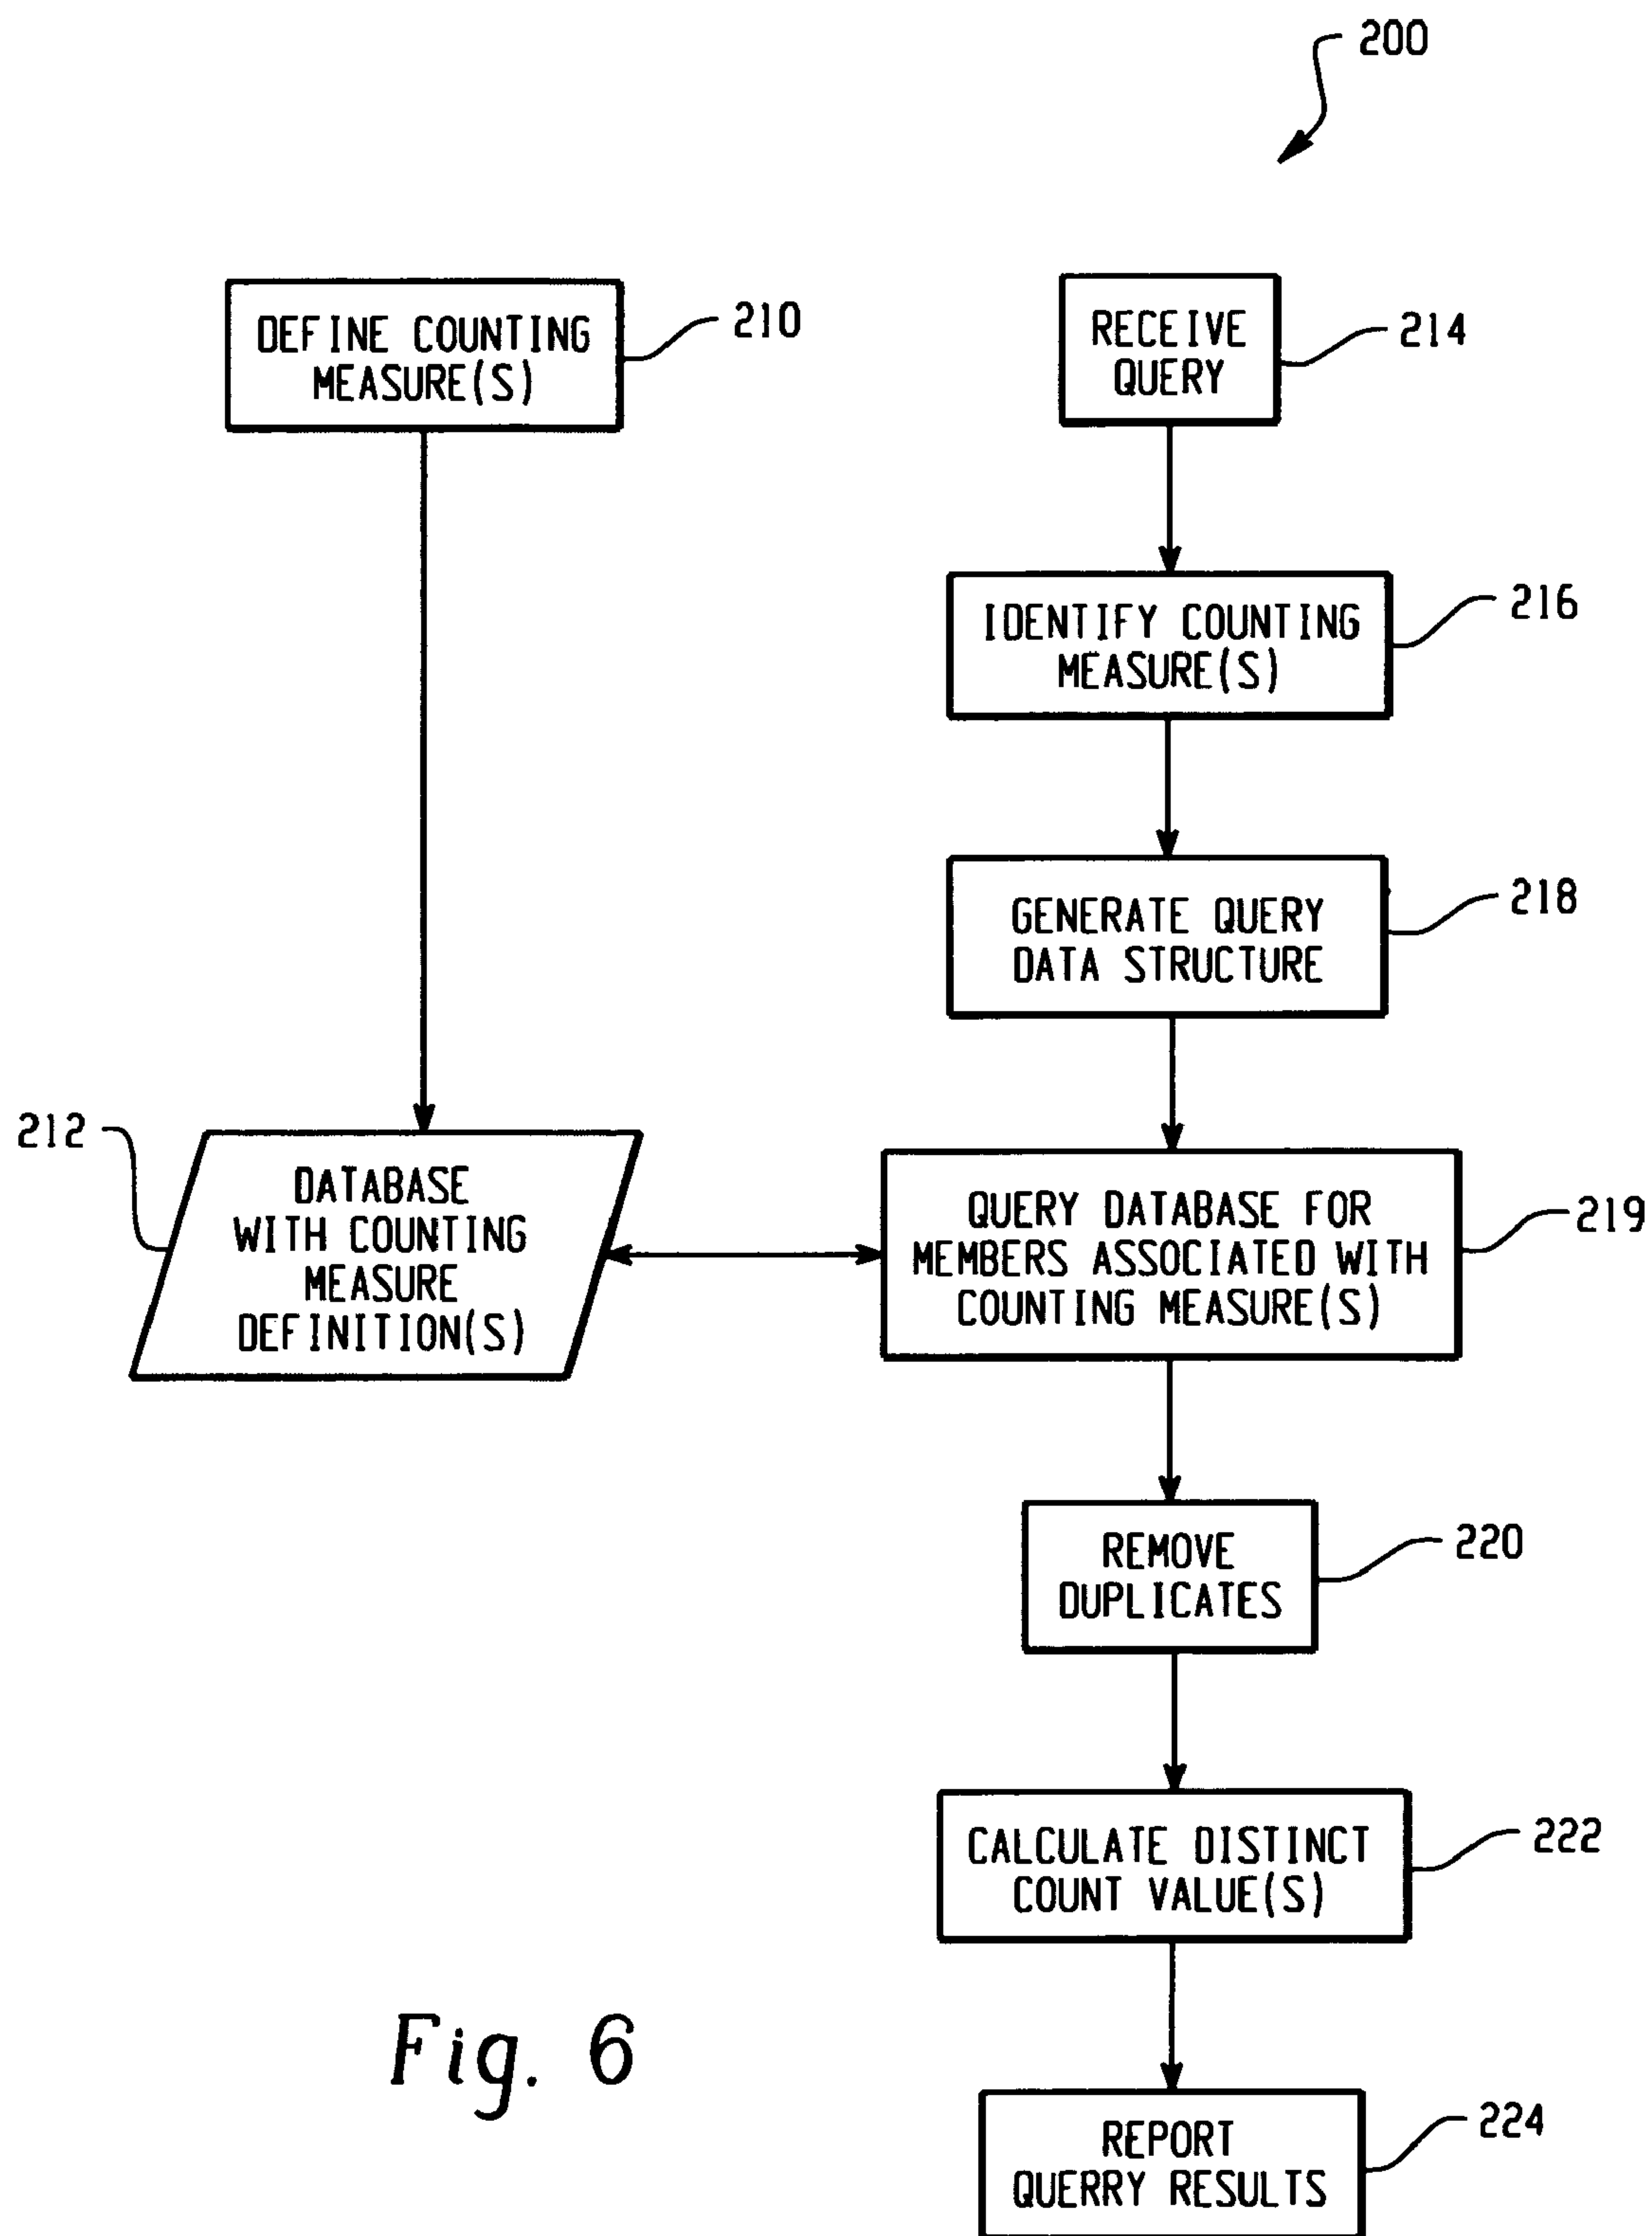 200
DEFINE COUNTING
MEASURE(S)
210
RECEIVE
QUERY
214
IDENTIFY COUNTING
MEASURE(S)
216
GENERATE QUERY
DATA STRUCTURE
218
212
DATABASE
WITH COUNTING
MEASURE
DEFINITION(S)
QUERY DATABASE FOR
MEMBERS ASSOCIATED WITH
COUNTING MEASURE(S)
219
REMOVE
DUPLICATES
220
CALCULATE DISTINCT
COUNT VALUE(S)
222
REPORT
QUERRY RESULTS
224
Fig. 6